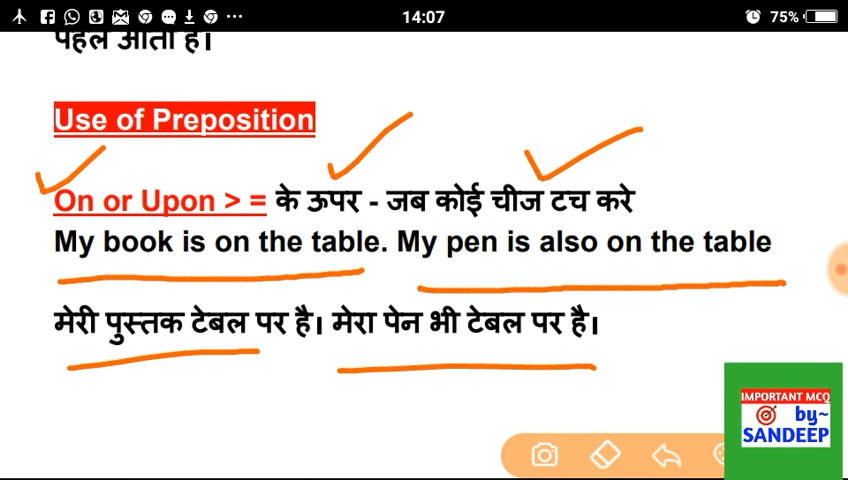 14:07
75%
पहले आता है।
Use of Preposition
On or Upon > = के ऊपर - जब कोई चीज टच करे
My book is on the table. My pen is also on the table
मेरी पुस्तक टेबल पर है। मेरा पेन भी टेबल पर है।
IMPORTANT MCQ
by~
SANDEEP